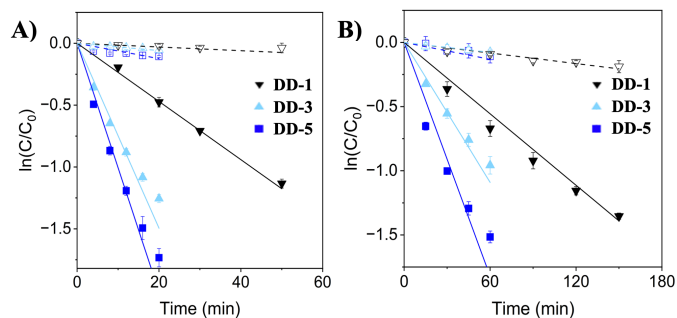 A)
0.0
−0.5
−1.0
−1.5
ln(C/C₀)
DD-1
DD-3
DD-5
0
20
40
60
Time (min)
B)
0.0
−0.5
−1.0
−1.5
ln(C/C₀)
DD-1
DD-3
DD-5
0
60
120
180
Time (min)